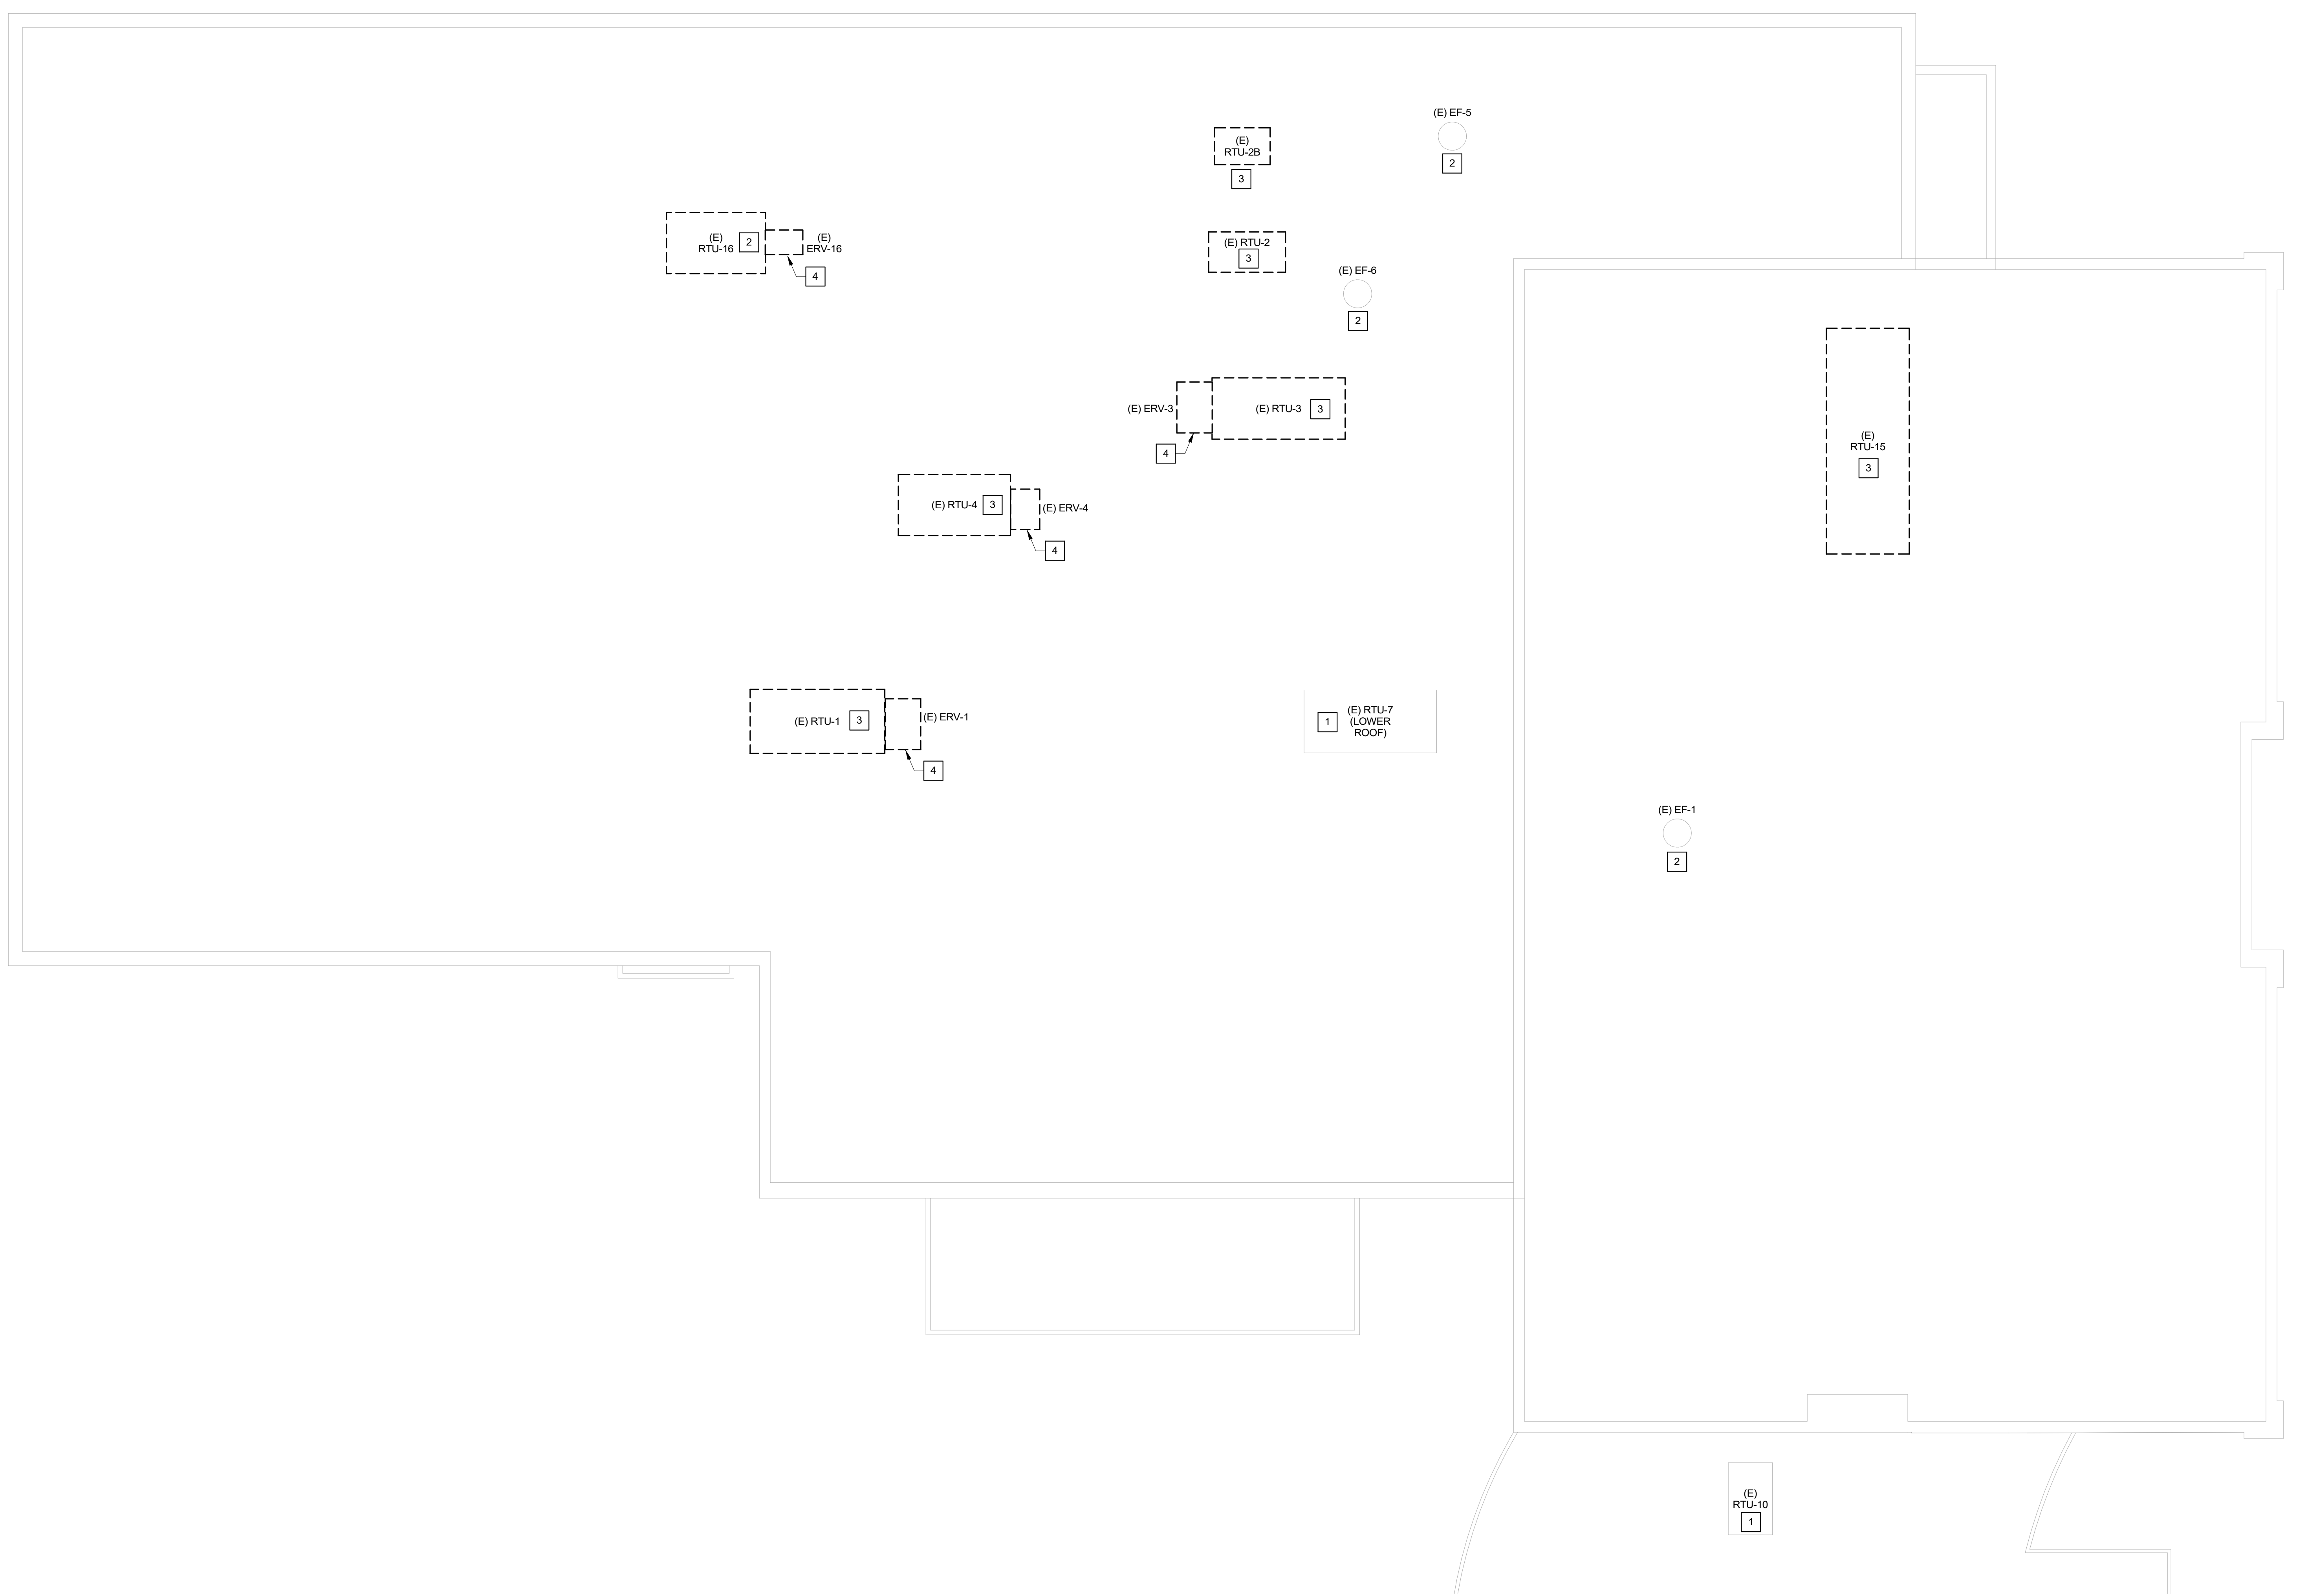 (E) EF-5
2
(E)
RTU-2B
3
(E)
RTU-16
2
(E)
ERV-16
4
(E) RTU-2
3
(E) EF-6
2
(E) ERV-3
(E) RTU-3
3
4
(E)
RTU-15
3
(E) RTU-4
3
(E) ERV-4
4
(E) RTU-1
3
(E) ERV-1
4
1
(E) RTU-7
(LOWER
ROOF)
(E) EF-1
2
(E)
RTU-10
1